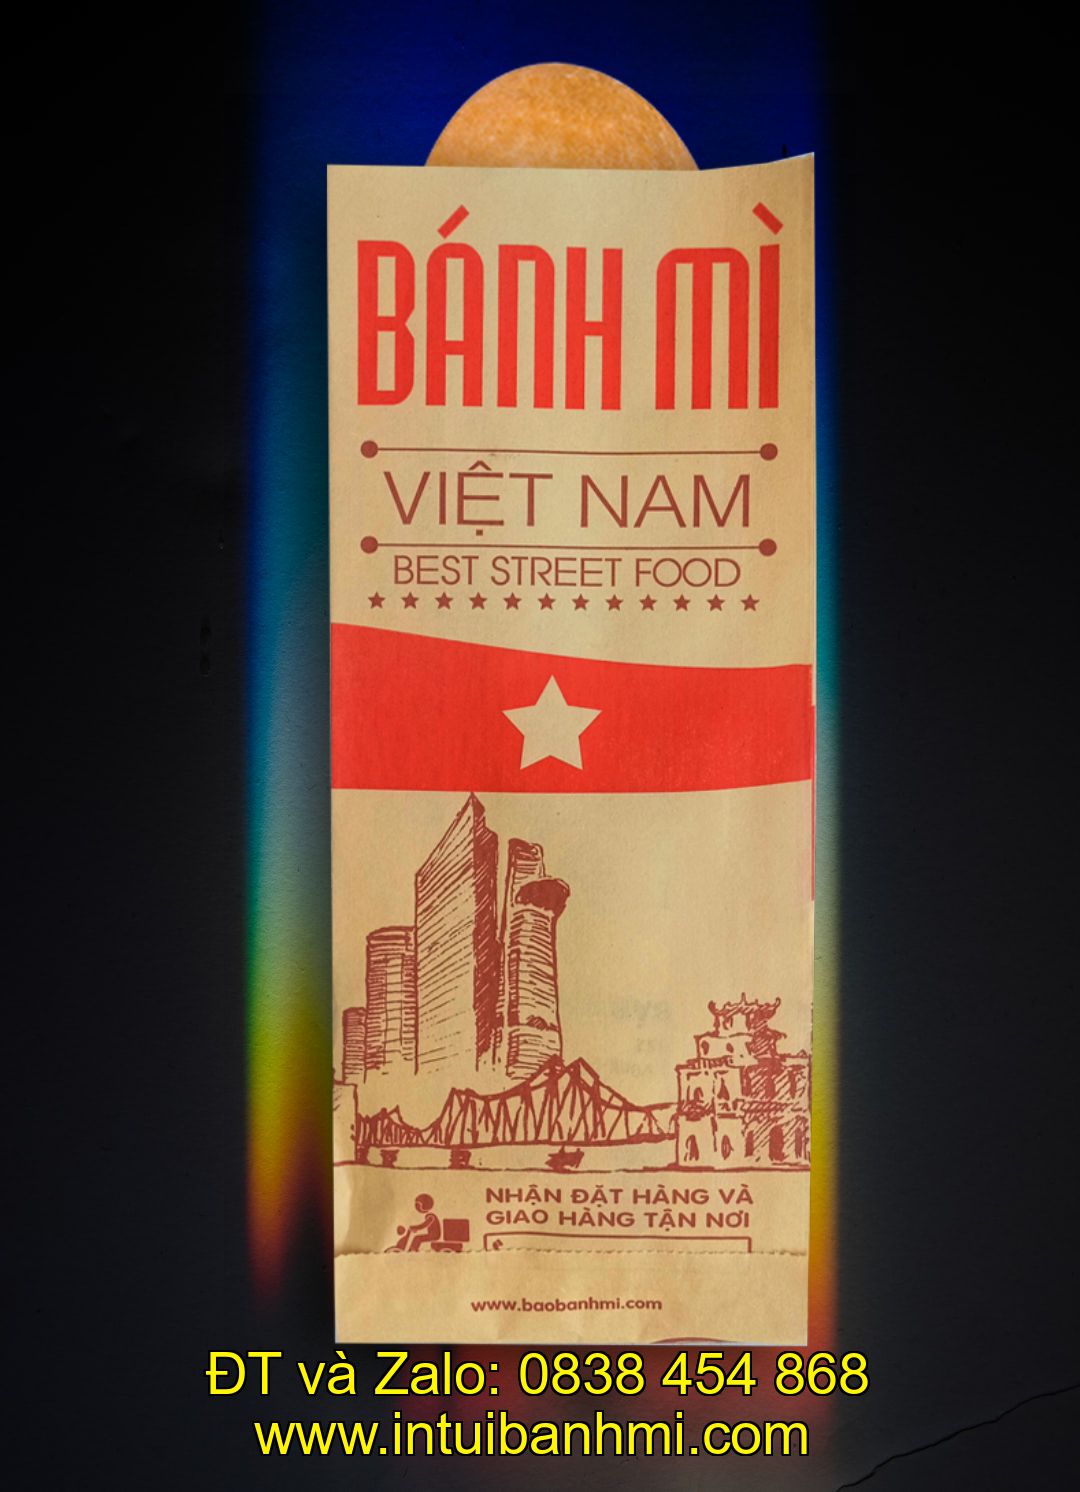 BÁNH MÌ
VIỆT NAM
BEST STREET FOOD
NHẬN ĐẶT HÀNG VÀ
GIAO HÀNG TẬN NƠI
www.baobanhmi.com
ĐT và Zalo: 0838 454 868
www.intuibanhmi.com